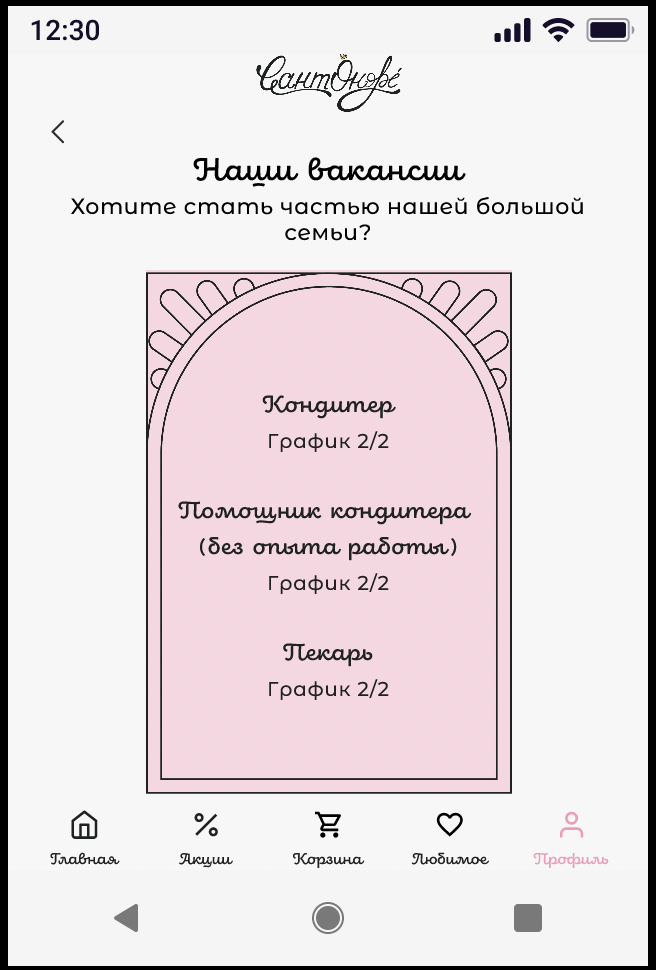 12:30
СантОноре́
Наши вакансии
Хотите стать частью нашей большой
семьи?
Кондитер
График 2/2
Помощник кондитера
(без опыта работы)
График 2/2
Пекарь
График 2/2
Главная Акции Корзина Любимое Профиль